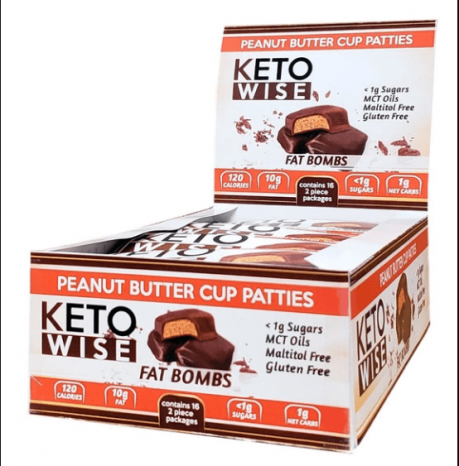 PEANUT BUTTER CUP PATTIES
KETO
WISE
< 1g Sugars
MCT Oils
Maltitol Free
Gluten Free
FAT BOMBS
120
CALORIES
10g
FAT
contains 16
2 piece
packages
<1g
SUGARS
1g
NET CARBS
PEANUT BUTTER CUP PATTIES
KETO
WISE
< 1g Sugars
MCT Oils
Maltitol Free
Gluten Free
FAT BOMBS
120
CALORIES
10g
FAT
contains 16
2 piece
packages
<1g
SUGARS
1g
NET CARBS
PEANUT BUTTER CUP PATTIES
KETO
WISE